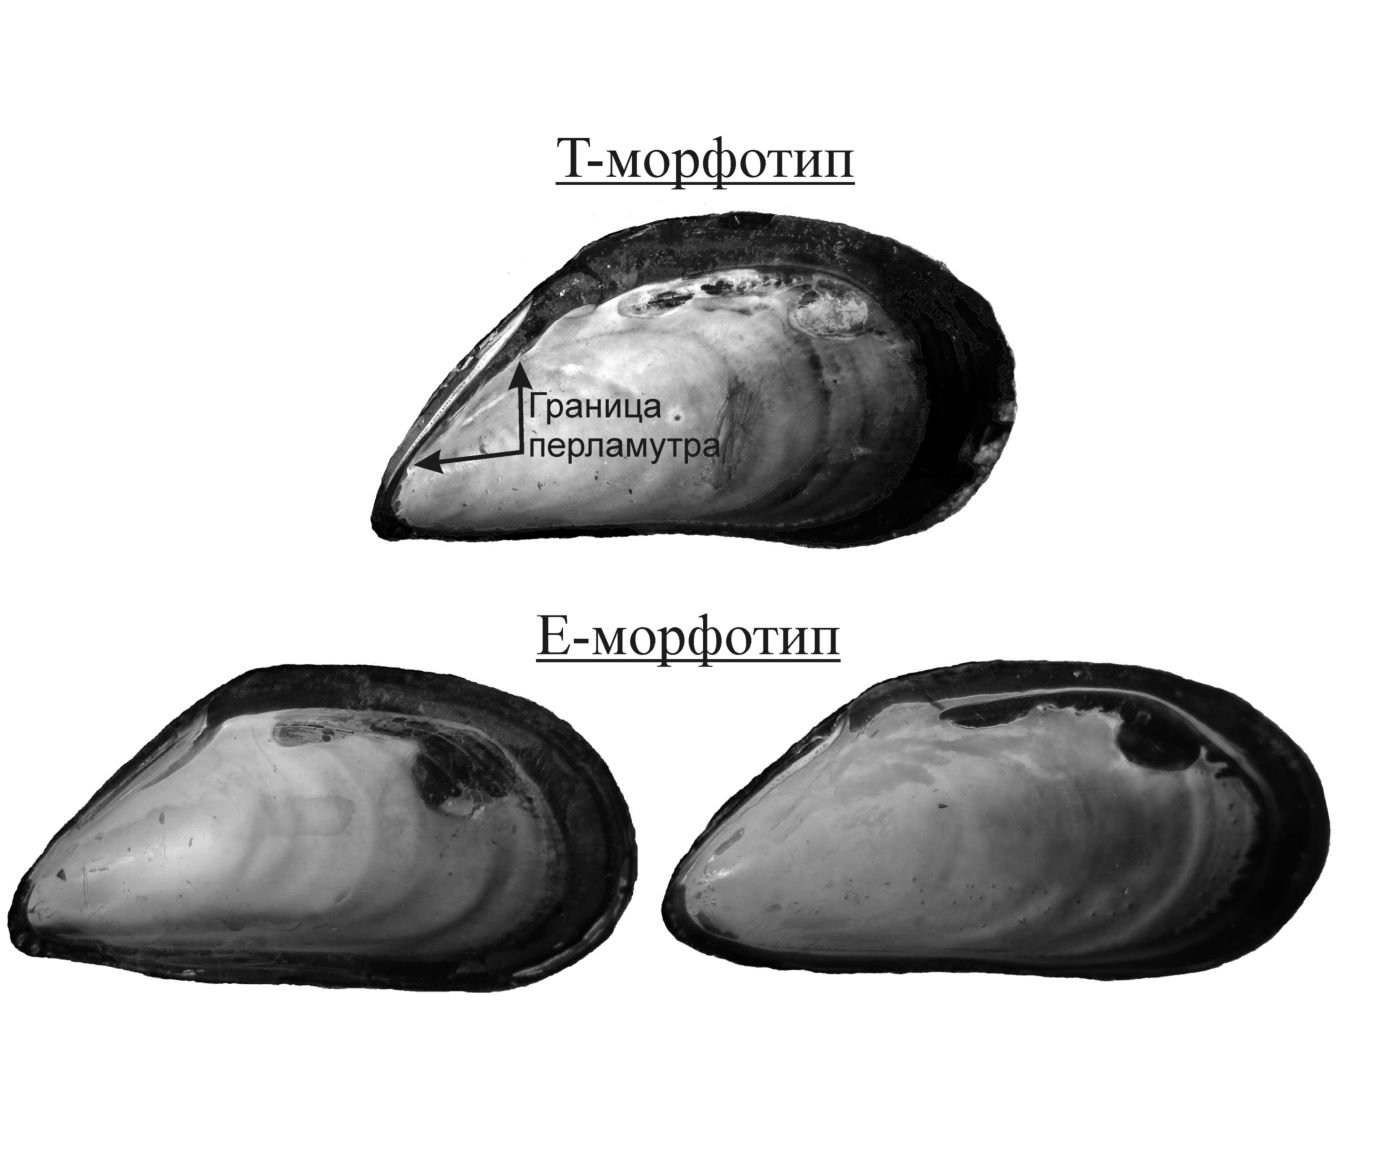 Т-морфотип
Граница
перламутра
Е-морфотип